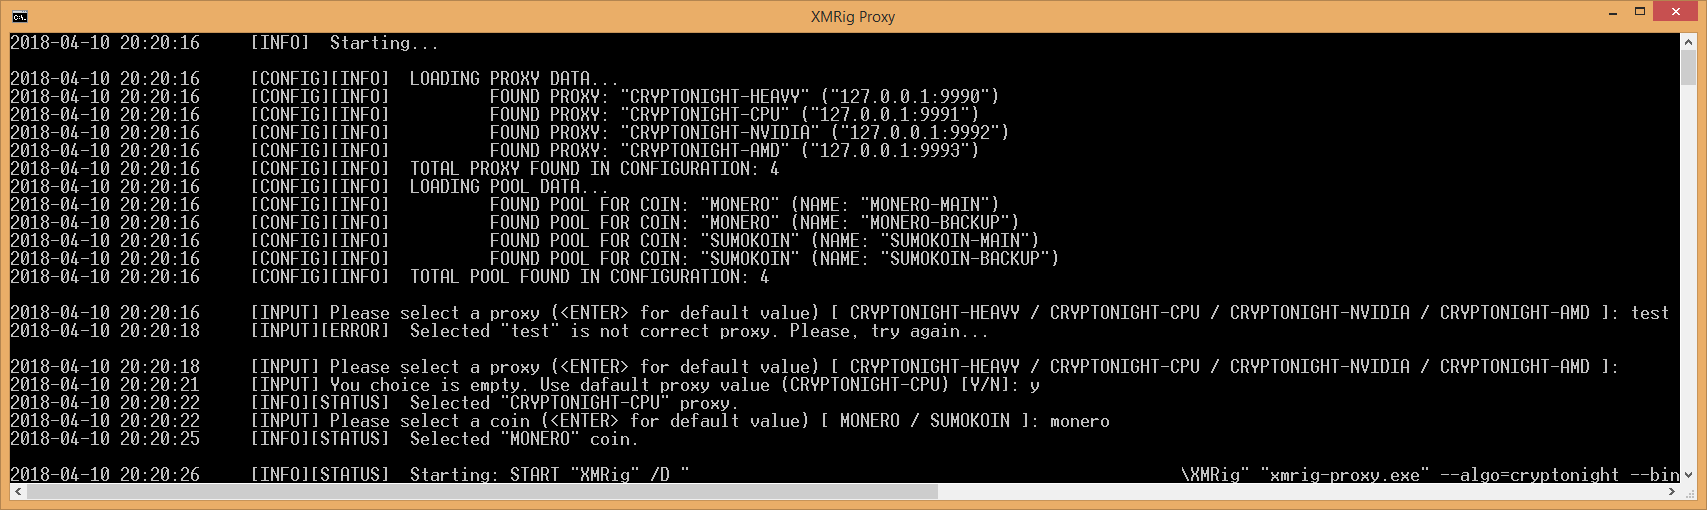 XMRig Proxy
2018-04-10 20:20:16     [INFO]  Starting...
2018-04-10 20:20:16     [CONFIG][INFO]  LOADING PROXY DATA...
2018-04-10 20:20:16     [CONFIG][INFO]          FOUND PROXY: "CRYPTONIGHT-HEAVY" ("127.0.0.1:9990")
2018-04-10 20:20:16     [CONFIG][INFO]          FOUND PROXY: "CRYPTONIGHT-CPU" ("127.0.0.1:9991")
2018-04-10 20:20:16     [CONFIG][INFO]          FOUND PROXY: "CRYPTONIGHT-NVIDIA" ("127.0.0.1:9992")
2018-04-10 20:20:16     [CONFIG][INFO]          FOUND PROXY: "CRYPTONIGHT-AMD" ("127.0.0.1:9993")
2018-04-10 20:20:16     [CONFIG][INFO]  TOTAL PROXY FOUND IN CONFIGURATION: 4
2018-04-10 20:20:16     [CONFIG][INFO]  LOADING POOL DATA...
2018-04-10 20:20:16     [CONFIG][INFO]          FOUND POOL FOR COIN: "MONERO" (NAME: "MONERO-MAIN")
2018-04-10 20:20:16     [CONFIG][INFO]          FOUND POOL FOR COIN: "MONERO" (NAME: "MONERO-BACKUP")
2018-04-10 20:20:16     [CONFIG][INFO]          FOUND POOL FOR COIN: "SUMOKOIN" (NAME: "SUMOKOIN-MAIN")
2018-04-10 20:20:16     [CONFIG][INFO]          FOUND POOL FOR COIN: "SUMOKOIN" (NAME: "SUMOKOIN-BACKUP")
2018-04-10 20:20:16     [CONFIG][INFO]  TOTAL POOL FOUND IN CONFIGURATION: 4
2018-04-10 20:20:16     [INPUT] Please select a proxy (<ENTER> for default value) [ CRYPTONIGHT-HEAVY / CRYPTONIGHT-CPU / CRYPTONIGHT-NVIDIA / CRYPTONIGHT-AMD ]: test
2018-04-10 20:20:18     [INPUT][ERROR]  Selected "test" is not correct proxy. Please, try again...
2018-04-10 20:20:18     [INPUT] Please select a proxy (<ENTER> for default value) [ CRYPTONIGHT-HEAVY / CRYPTONIGHT-CPU / CRYPTONIGHT-NVIDIA / CRYPTONIGHT-AMD ]:
2018-04-10 20:20:21     [INPUT] You choice is empty. Use dafault proxy value (CRYPTONIGHT-CPU) [Y/N]: y
2018-04-10 20:20:22     [INFO][STATUS]  Selected "CRYPTONIGHT-CPU" proxy.
2018-04-10 20:20:22     [INPUT] Please select a coin (<ENTER> for default value) [ MONERO / SUMOKOIN ]: monero
2018-04-10 20:20:25     [INFO][STATUS]  Selected "MONERO" coin.
2018-04-10 20:20:26     [INFO][STATUS]  Starting: START "XMRig" /D "                                                 \XMRig" "xmrig-proxy.exe" --algo=cryptonight --bin